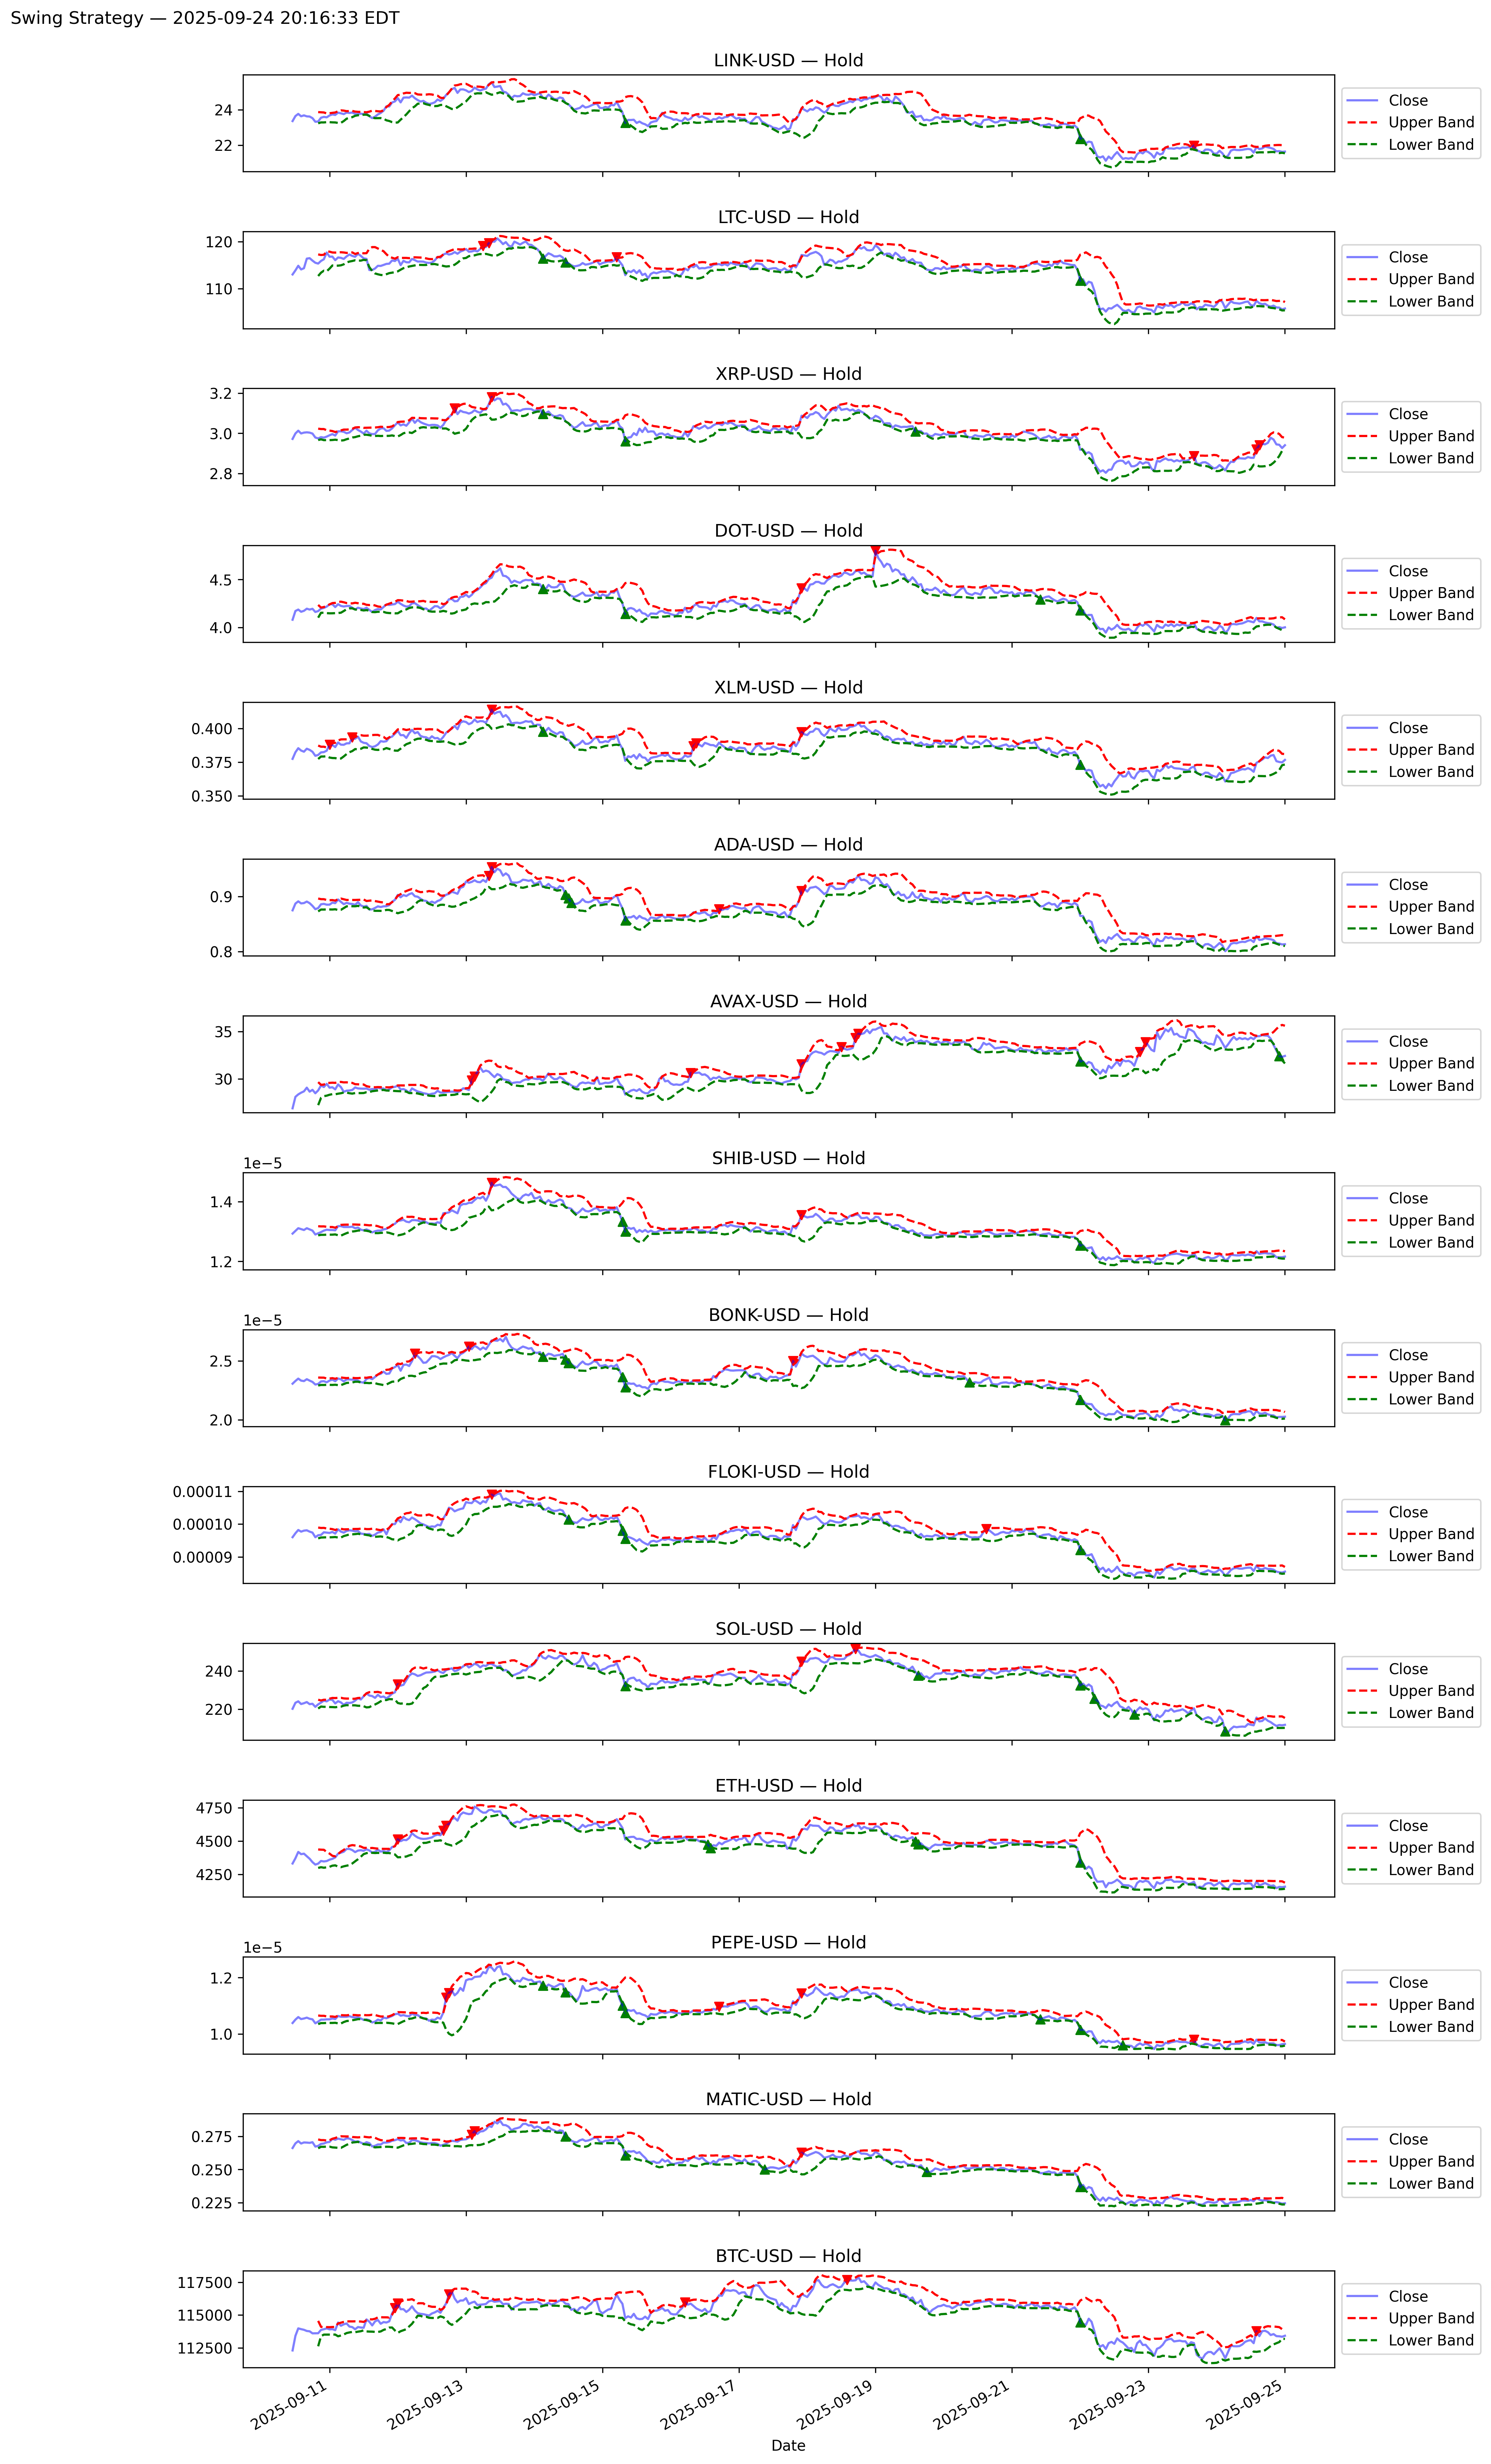 Swing Strategy — 2025-09-24 20:16:33 EDT
LINK-USD — Hold
24
22
Close
Upper Band
Lower Band
LTC-USD — Hold
120
110
Close
Upper Band
Lower Band
XRP-USD — Hold
3.2
3.0
2.8
Close
Upper Band
Lower Band
DOT-USD — Hold
4.5
4.0
Close
Upper Band
Lower Band
XLM-USD — Hold
0.400
0.375
0.350
Close
Upper Band
Lower Band
ADA-USD — Hold
0.9
0.8
Close
Upper Band
Lower Band
AVAX-USD — Hold
35
30
Close
Upper Band
Lower Band
SHIB-USD — Hold
1e−5
1.4
1.2
Close
Upper Band
Lower Band
BONK-USD — Hold
1e−5
2.5
2.0
Close
Upper Band
Lower Band
FLOKI-USD — Hold
0.00011
0.00010
0.00009
Close
Upper Band
Lower Band
SOL-USD — Hold
240
220
Close
Upper Band
Lower Band
ETH-USD — Hold
4750
4500
4250
Close
Upper Band
Lower Band
PEPE-USD — Hold
1e−5
1.2
1.0
Close
Upper Band
Lower Band
MATIC-USD — Hold
0.275
0.250
0.225
Close
Upper Band
Lower Band
BTC-USD — Hold
117500
115000
112500
Close
Upper Band
Lower Band
2025-09-11
2025-09-13
2025-09-15
2025-09-17
2025-09-19
2025-09-21
2025-09-23
2025-09-25
Date